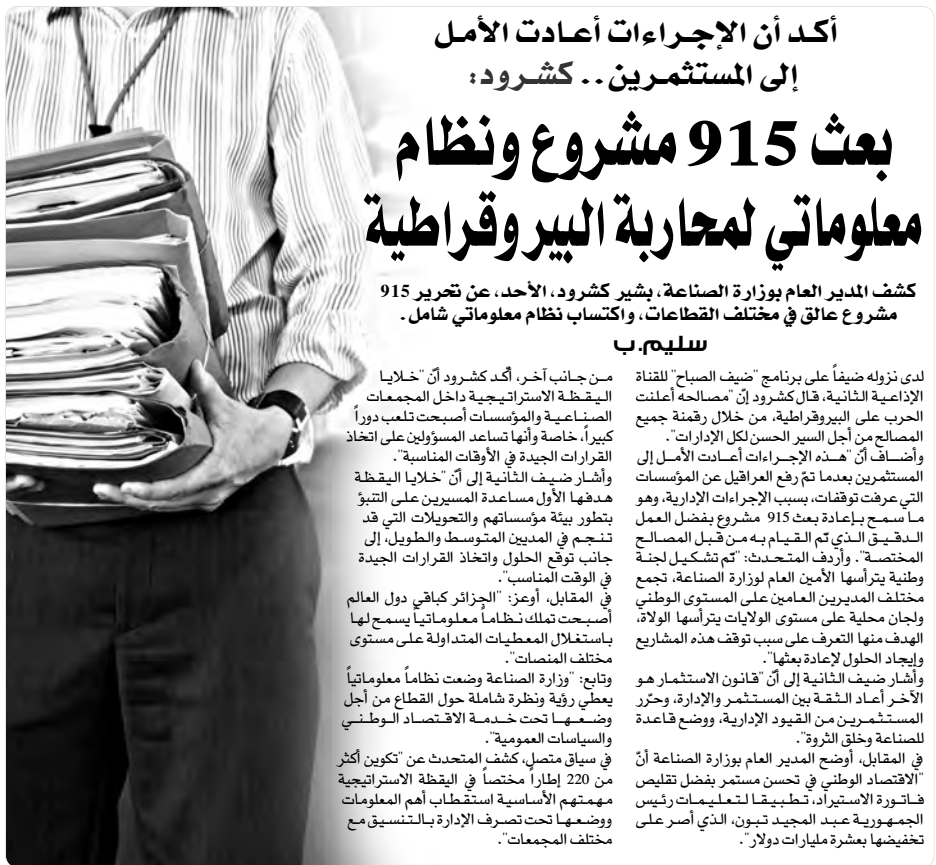 أكد أن الإجراءات أعادت الأمل
إلى المستثمرين.. كشرود:
بعث 915 مشروع ونظام
معلوماتي لمحاربة البيروقراطية
كشف المدير العام بوزارة الصناعة، بشير كشرود، الأحد، عن تحرير 915
مشروع عالق في مختلف القطاعات، واكتساب نظام معلوماتي شامل.
سليم.ب
لدى نزوله ضيفاً على برنامج "ضيف الصباح" للقناة
الإذاعية الثانية، قال كشرود إنّ "مصالحه أعلنت
الحرب على البيروقراطية، من خلال رقمنة جميع
المصالح من أجل السير الحسن لكل الإدارات".
وأضاف أنّ "هذه الإجراءات أعادت الأمل إلى
المستثمرين بعدما تمّ رفع العراقيل عن المؤسسات
التي عرفت توقفات، بسبب الإجراءات الإدارية، وهو
ما سمح بإعادة بعث 915 مشروع بفضل العمل
الدقيق الذي تم القيام به من قبل المصالح
المختصة". وأردف المتحدث: "تم تشكيل لجنة
وطنية يترأسها الأمين العام لوزارة الصناعة، تجمع
مختلف المديرين العامين على المستوى الوطني
ولجان محلية على مستوى الولايات يترأسها الولاة،
الهدف منها التعرف على سبب توقف هذه المشاريع
وإيجاد الحلول لإعادة بعثها".
وأشار ضيف الثانية إلى أنّ "قانون الاستثمار هو
الآخر أعاد الثقة بين المستثمر والإدارة، وحرّر
المستثمرين من القيود الإدارية، ووضع قاعدة
للصناعة وخلق الثروة".
في المقابل، أوضح المدير العام بوزارة الصناعة أنّ
"الاقتصاد الوطني في تحسن مستمر بفضل تقليص
فاتورة الاستيراد، تطبيقا لتعليمات رئيس
الجمهورية عبد المجيد تبون، الذي أصر على
تخفيضها بعشرة مليارات دولار".
من جانب آخر، أكد كشرود أنّ "خلايا
اليقظة الاستراتيجية داخل المجمعات
الصناعية والمؤسسات أصبحت تلعب دوراً
كبيراً، خاصة وأنها تساعد المسؤولين على اتخاذ
القرارات الجيدة في الأوقات المناسبة".
وأشار ضيف الثانية إلى أنّ "خلايا اليقظة
هدفها الأول مساعدة المسيرين على التنبؤ
بتطور بيئة مؤسساتهم والتحويلات التي قد
تنجم في المديين المتوسط والطويل، إلى
جانب توقع الحلول واتخاذ القرارات الجيدة
في الوقت المناسب".
في المقابل، أوعز: "الجزائر كباقي دول العالم
أصبحت تملك نظاماً معلوماتياً يسمح لها
باستغلال المعطيات المتداولة على مستوى
مختلف المنصات".
وتابع: "وزارة الصناعة وضعت نظاماً معلوماتياً
يعطي رؤية ونظرة شاملة حول القطاع من أجل
وضعها تحت خدمة الاقتصاد الوطني
والسياسات العمومية".
في سياق متصل، كشف المتحدث عن "تكوين أكثر
من 220 إطاراً مختصاً في اليقظة الاستراتيجية
مهمتهم الأساسية استقطاب أهم المعلومات
ووضعها تحت تصرف الإدارة بالتنسيق مع
مختلف المجمعات".